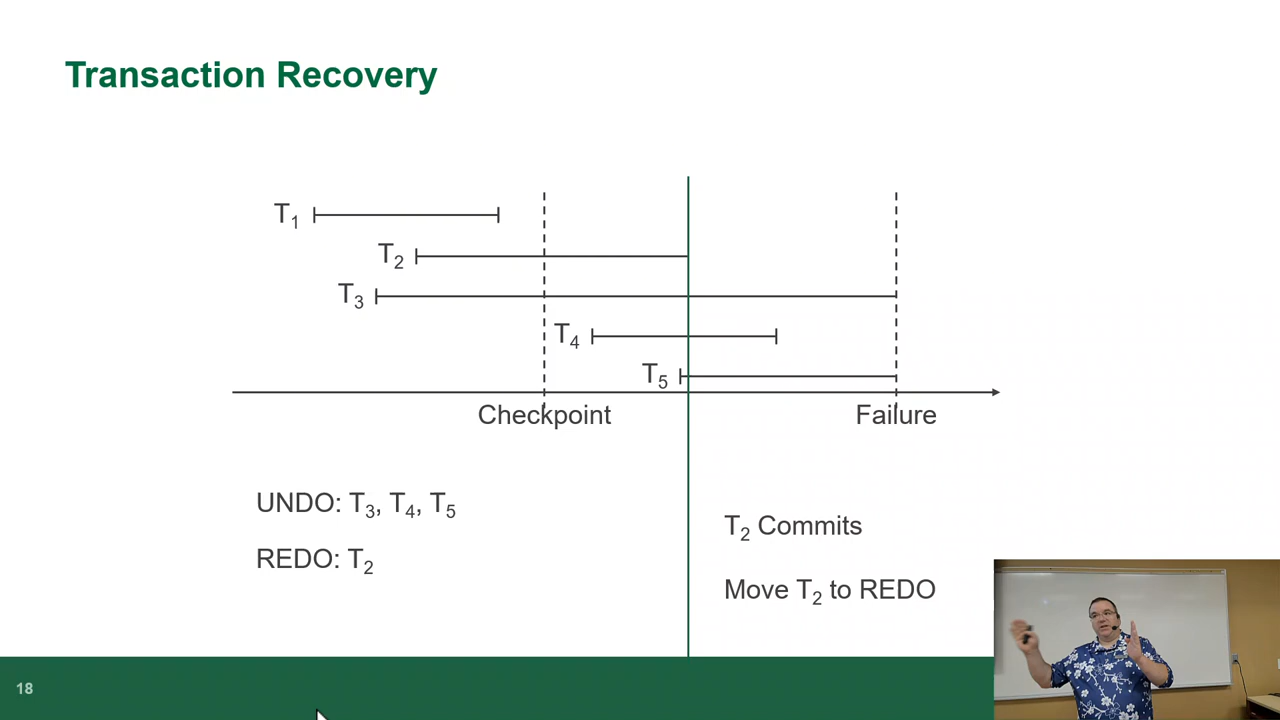 Transaction Recovery
T₁
T₂
T₃
T₄
T₅
Checkpoint
Failure
UNDO: T₃, T₄, T₅
REDO: T₂
T₂ Commits
Move T₂ to REDO
18